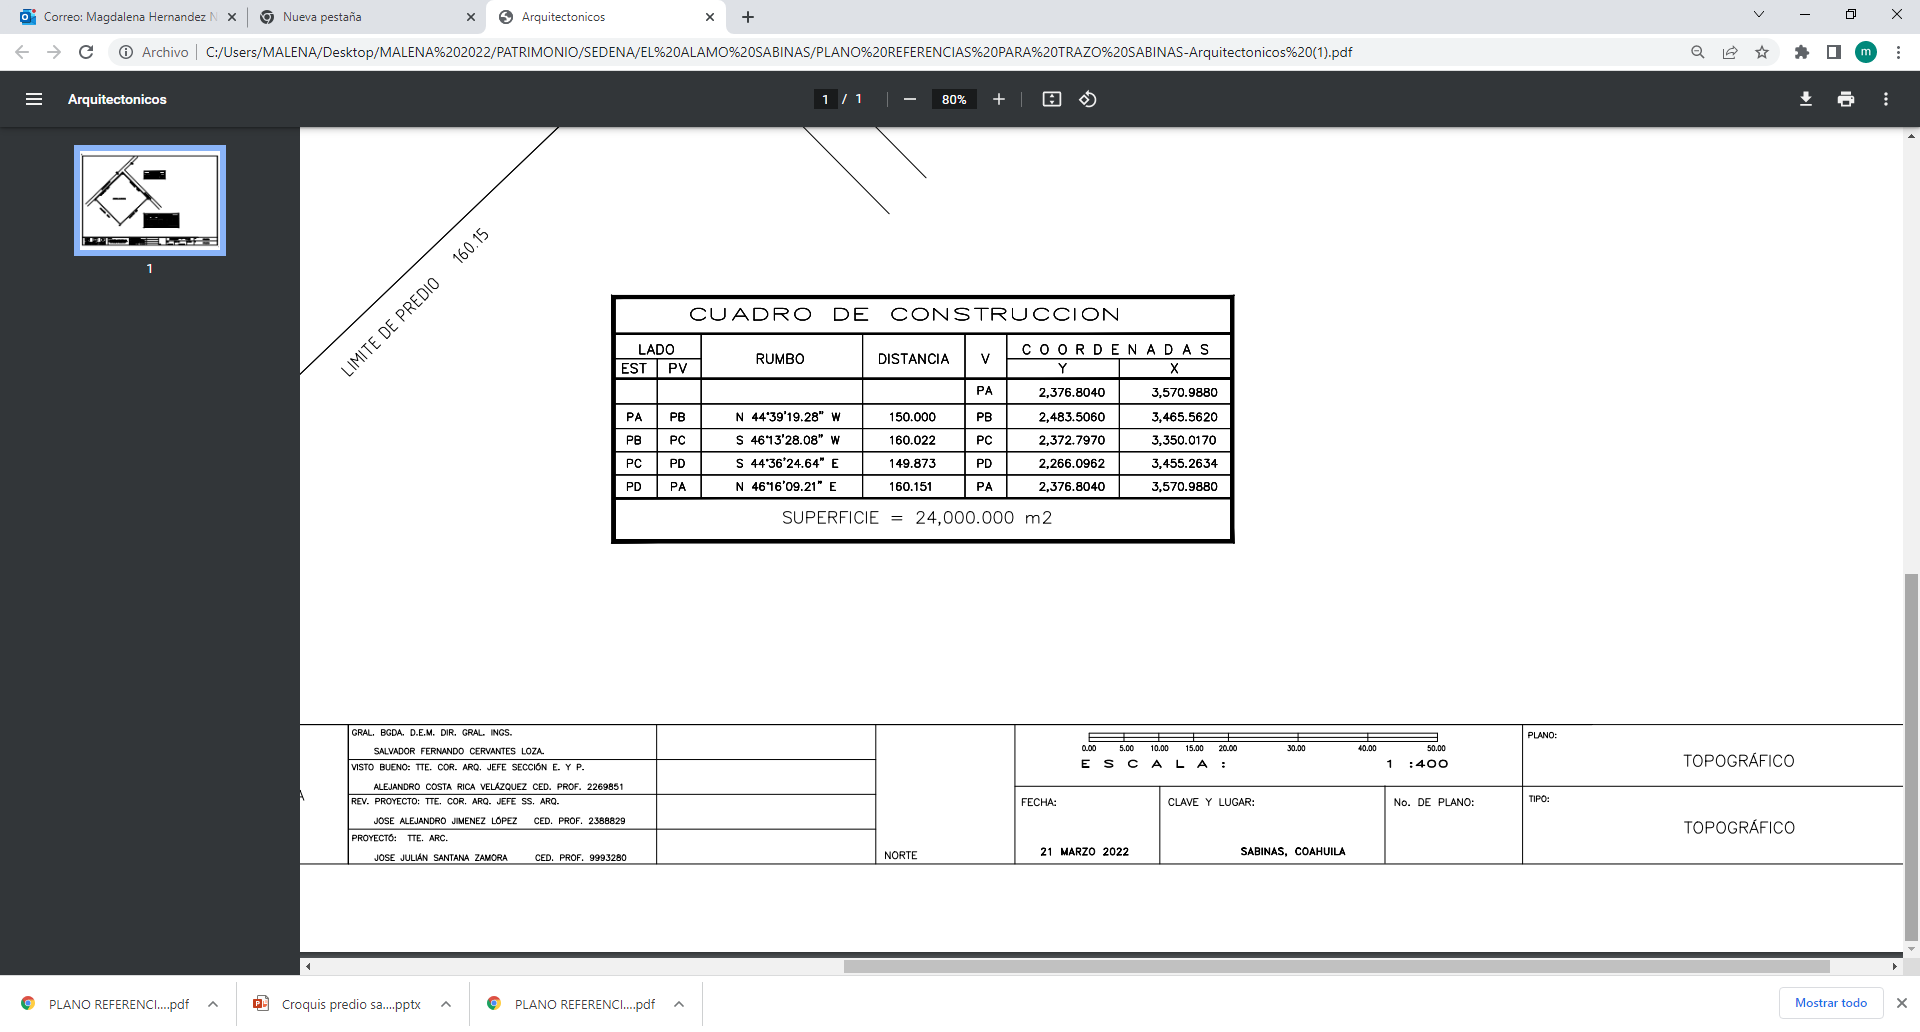 Correo: Magdalena Hernandez N
Nueva pestaña
Arquitectonicos
Archivo
C:/Users/MALENA/Desktop/MALENA%202022/PATRIMONIO/SEDENA/EL%20ALAMO%20SABINAS/PLANO%20REFERENCIAS%20PARA%20TRAZO%20SABINAS-Arquitectonicos%20(1).pdf
m
Arquitectonicos
1 / 1
80%
1
LIMITE DE PREDIO 160.15
CUADRO DE CONSTRUCCION
LADO RUMBO DISTANCIA V COORDENADAS
EST PV Y X
PA 2,376.8040 3,570.9880
PA PB N 44°39'19.28" W 150.000 PB 2,483.5060 3,465.5620
PB PC S 46°13'28.08" W 160.022 PC 2,372.7970 3,350.0170
PC PD S 44°36'24.64" E 149.873 PD 2,266.0962 3,455.2634
PD PA N 46°16'09.21" E 160.151 PA 2,376.8040 3,570.9880
SUPERFICIE = 24,000.000 m2
A
GRAL. BGDA. D.E.M. DIR. GRAL. INGS.
SALVADOR FERNANDO CERVANTES LOZA.
VISTO BUENO: TTE. COR. ARQ. JEFE SECCIÓN E. Y P.
ALEJANDRO COSTA RICA VELÁZQUEZ CED. PROF. 2269851
REV. PROYECTO: TTE. COR. ARQ. JEFE SS. ARQ.
JOSE ALEJANDRO JIMENEZ LÓPEZ CED. PROF. 2388829
PROYECTÓ: TTE. ARC.
JOSE JULIÁN SANTANA ZAMORA CED. PROF. 9993280
NORTE
0.00 5.00 10.00 15.00 20.00 30.00 40.00 50.00
ESCALA: 1 :400
FECHA:
21 MARZO 2022
CLAVE Y LUGAR:
SABINAS, COAHUILA
No. DE PLANO:
PLANO:
TOPOGRÁFICO
TIPO:
TOPOGRÁFICO
PLANO REFERENCI....pdf
Croquis predio sa....pptx
PLANO REFERENCI....pdf
Mostrar todo